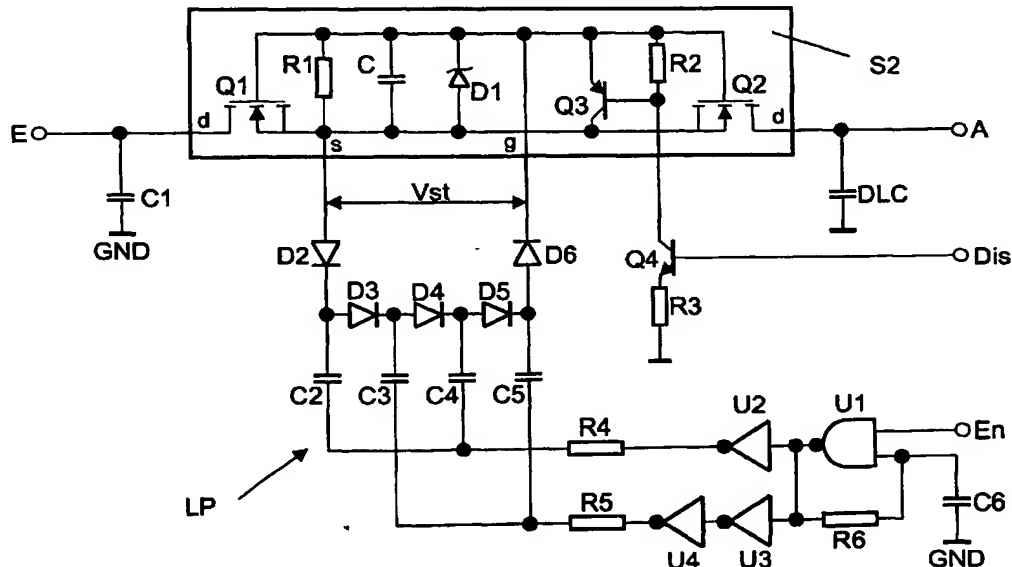 R1
C
D1
R2
Q1
Q3
Q2
S2
E
d
s
g
d
A
C1
GND
Vst
DLC
D2
D6
Q4
Dis
D3
D4
D5
R3
C2
C3
C4
C5
U2
U1
R4
En
LP
R5
R6
C6
U4
U3
GND